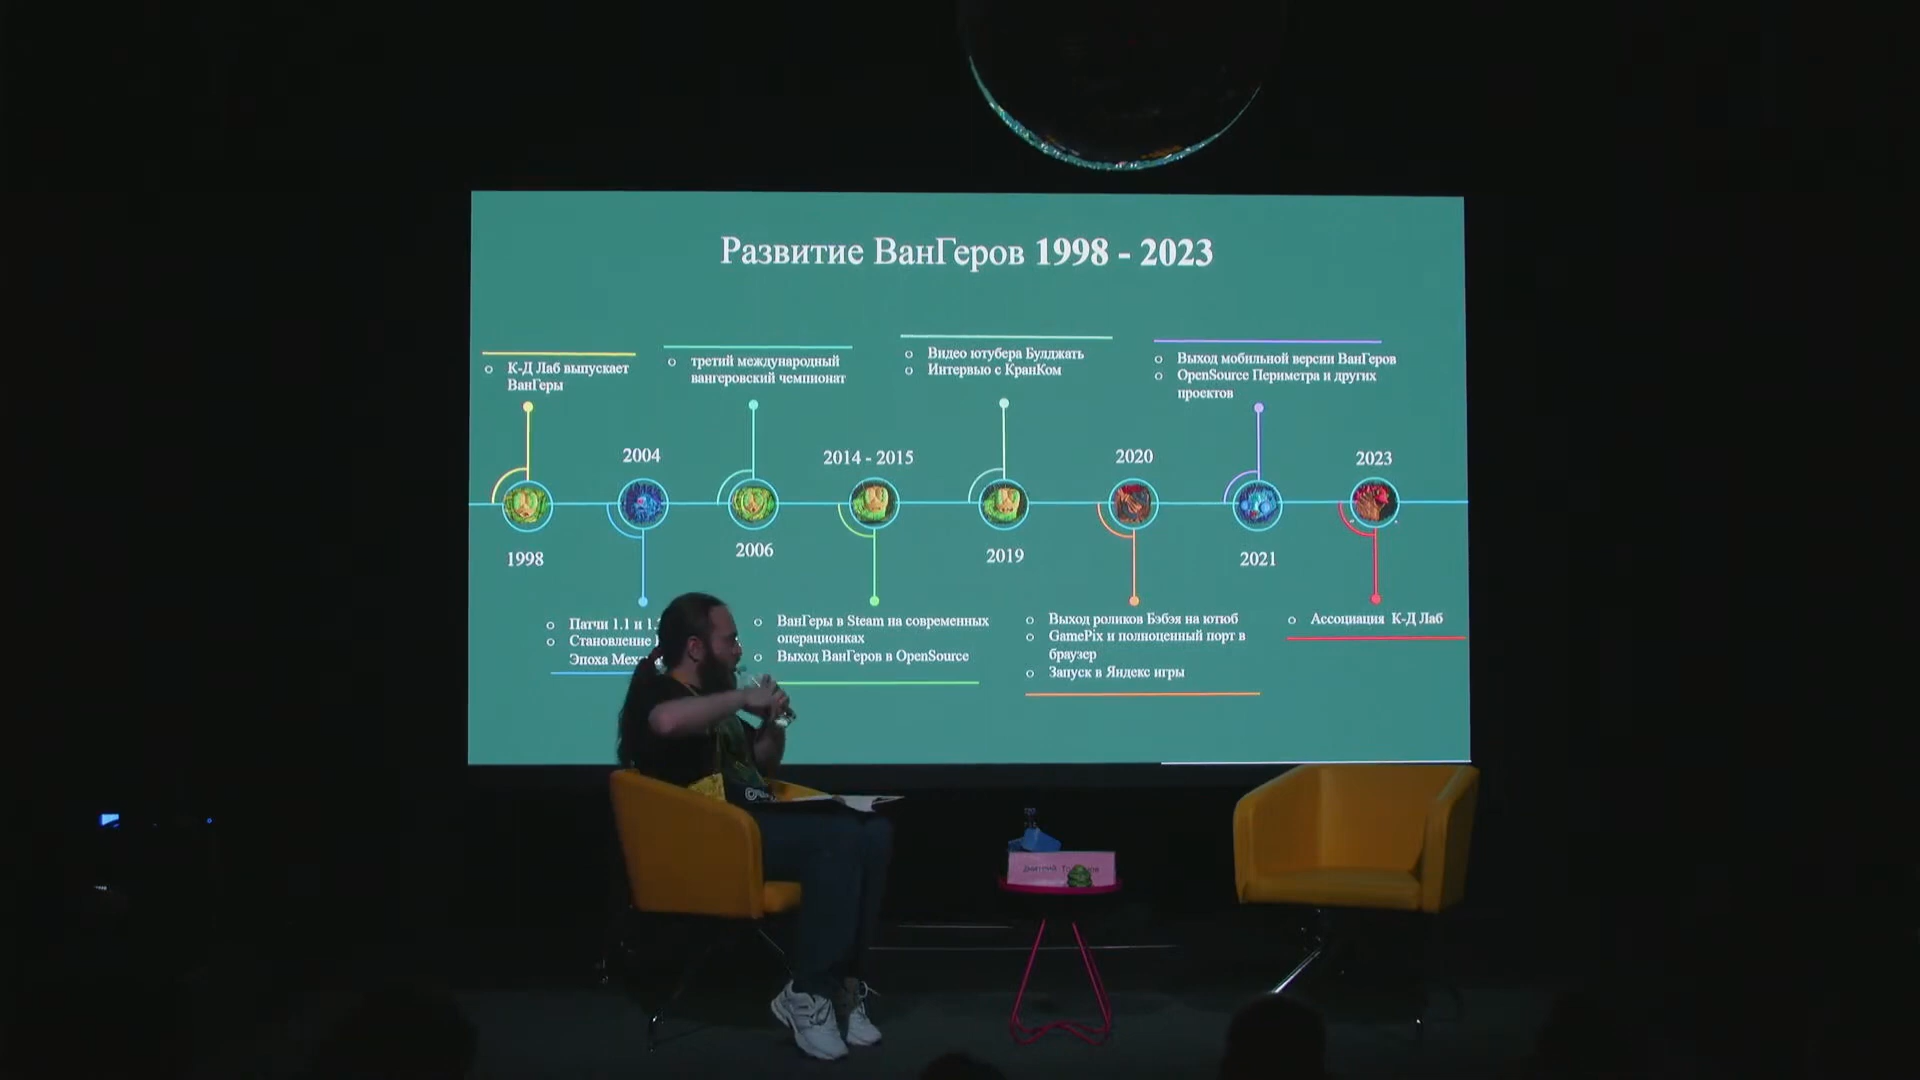 Развитие ВанГеров 1998 - 2023
К-Д Лаб выпускает
ВанГеры
третий международный
вангеровский чемпионат
Видео ютубера Булджать
Интервью с КранКом
Выход мобильной версии ВанГеров
OpenSource Периметра и других
проектов
2004
2014 - 2015
2020
2023
1998
2006
2019
2021
Патчи 1.1 и
Становление
Эпоха
ВанГеры в Steam на современных
операционках
Выход ВанГеров в OpenSource
Выход роликов Бэбэя на ютюб
GamePix и полноценный порт в
браузер
Запуск в Яндекс игры
Ассоциация К-Д Лаб
Дмитрий